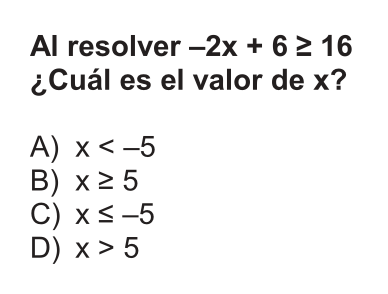 Al resolver –2x + 6 ≥ 16
¿Cuál es el valor de x?
A) x < –5
B) x ≥ 5
C) x ≤ –5
D) x > 5